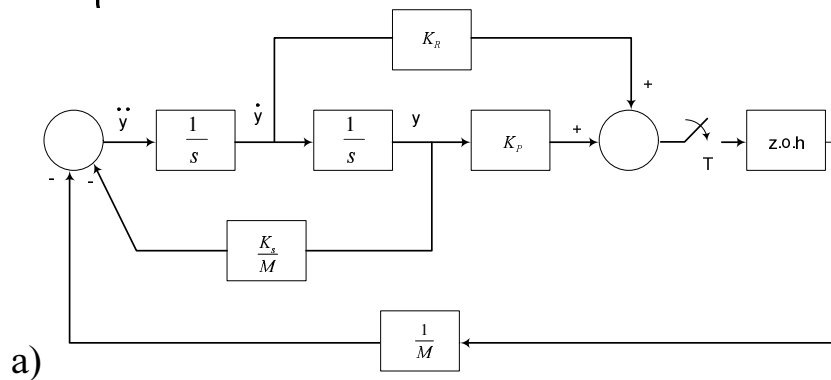 K_R
+
ÿ
1/s
ẏ
1/s
y
K_P
+
T
z.o.h
-
-
K_s/M
1/M
a)